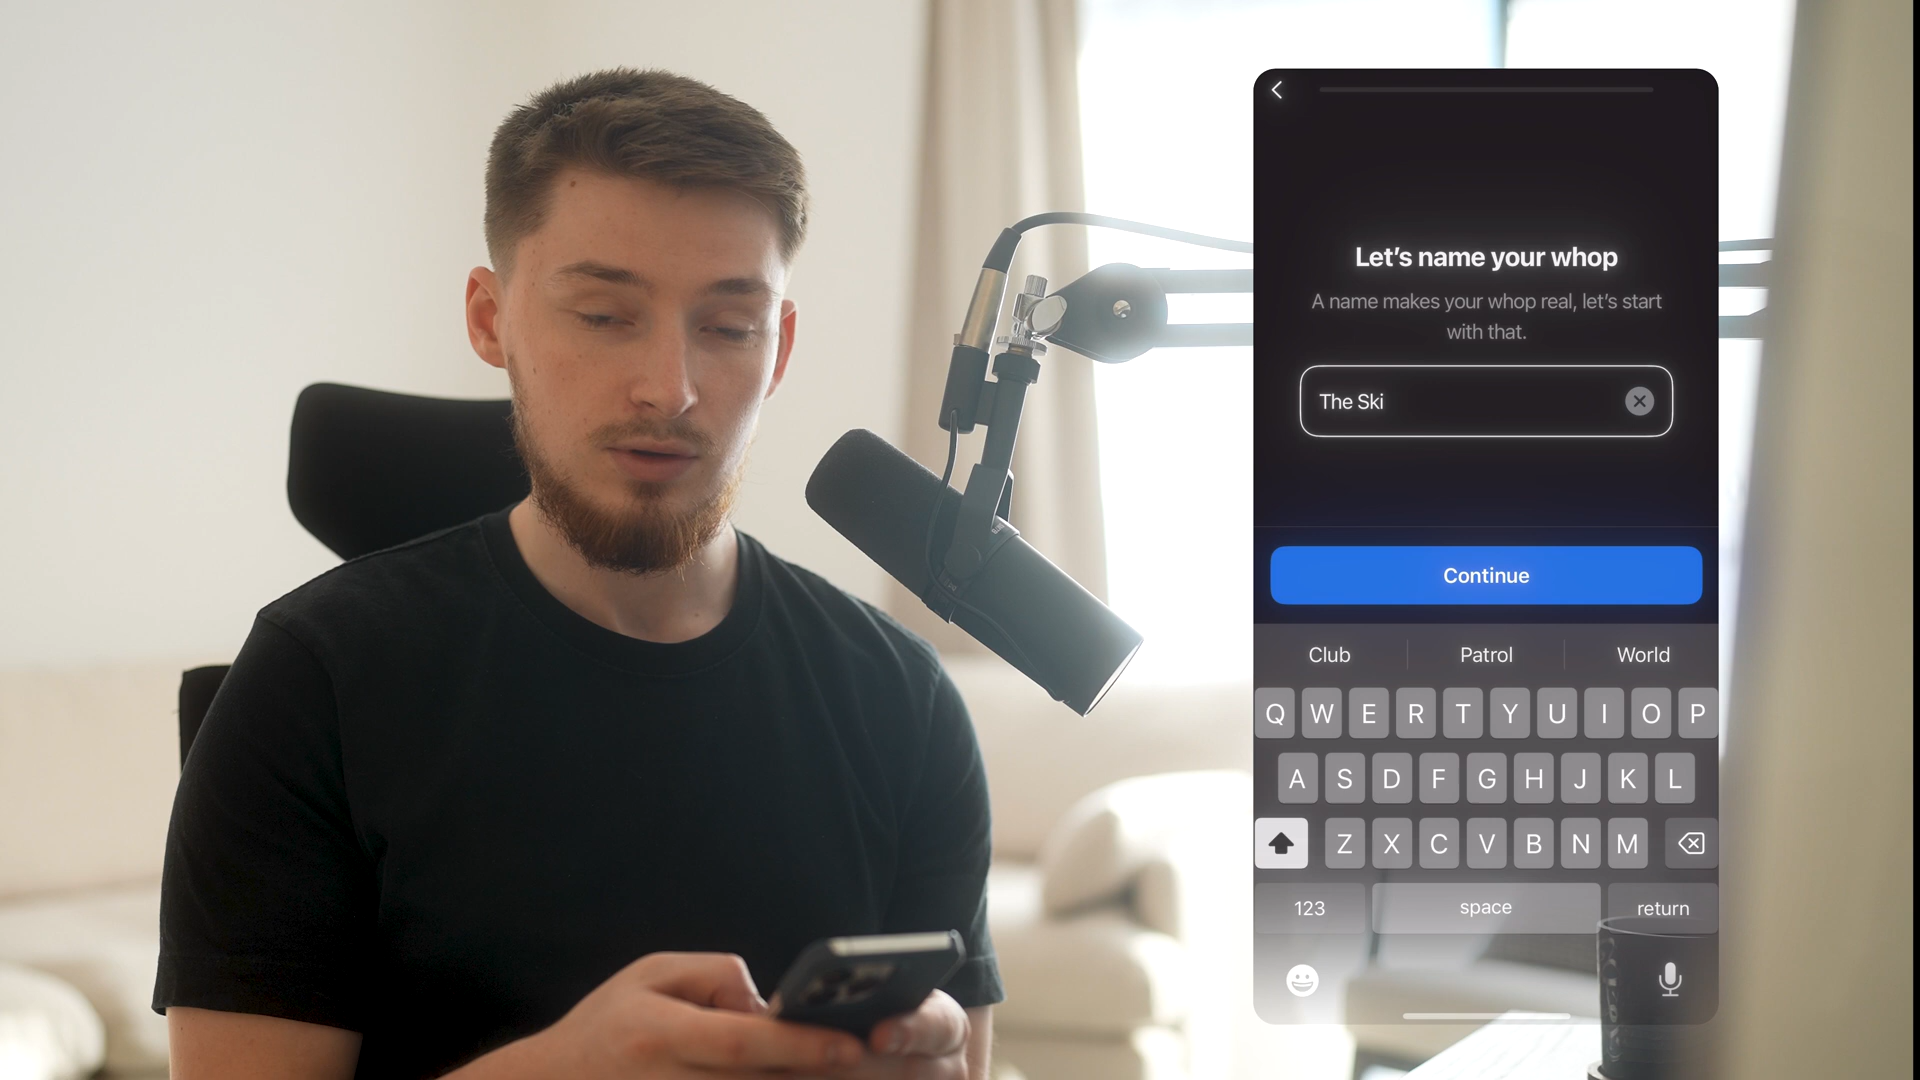 Let's name your whop
A name makes your whop real, let's start
with that.
The Ski
Continue
Club Patrol World
Q W E R T Y U I O P
A S D F G H J K L
Z X C V B N M
123 space return